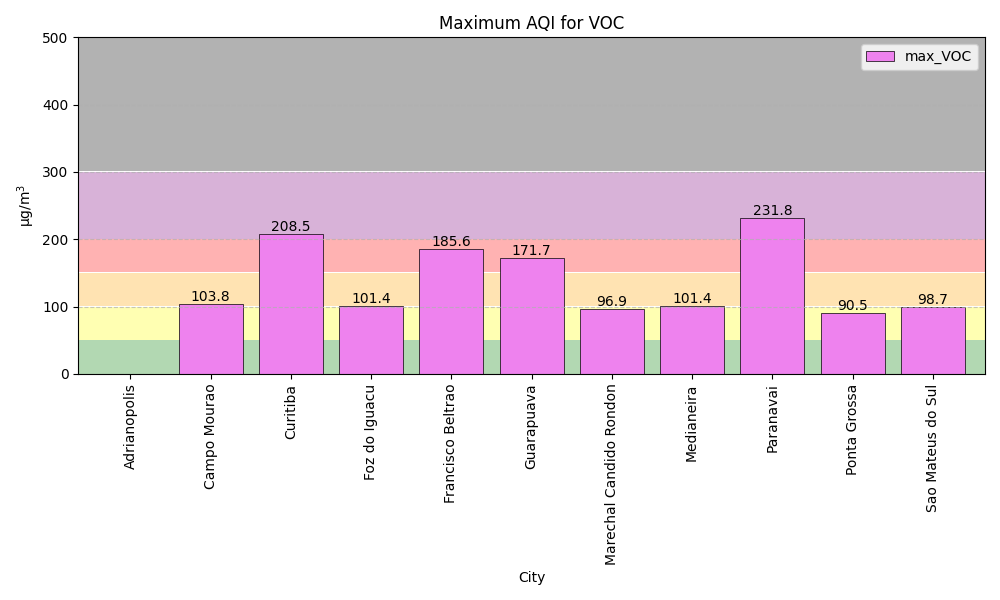 Maximum AQI for VOC
max_VOC
µg/m³
500
400
300
200
100
0
103.8
208.5
101.4
185.6
171.7
96.9
101.4
231.8
90.5
98.7
Adrianopolis
Campo Mourao
Curitiba
Foz do Iguacu
Francisco Beltrao
Guarapuava
Marechal Candido Rondon
Medianeira
Paranavai
Ponta Grossa
Sao Mateus do Sul
City